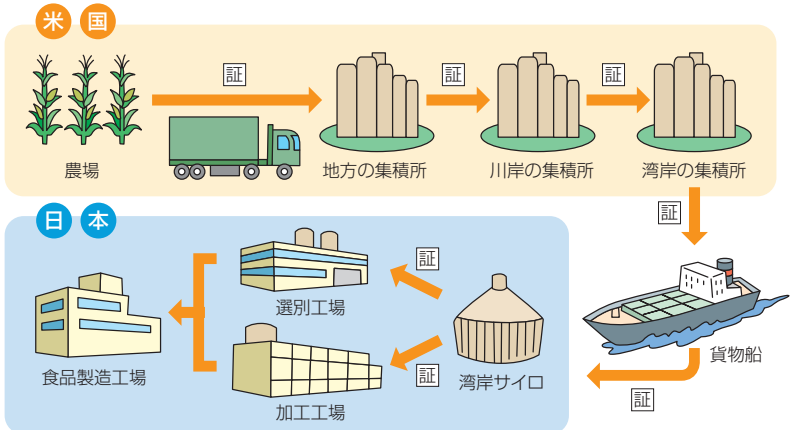 米国
証
証
証
農場
地方の集積所
川岸の集積所
湾岸の集積所
証
日本
証
選別工場
貨物船
食品製造工場
証
湾岸サイロ
証
加工工場